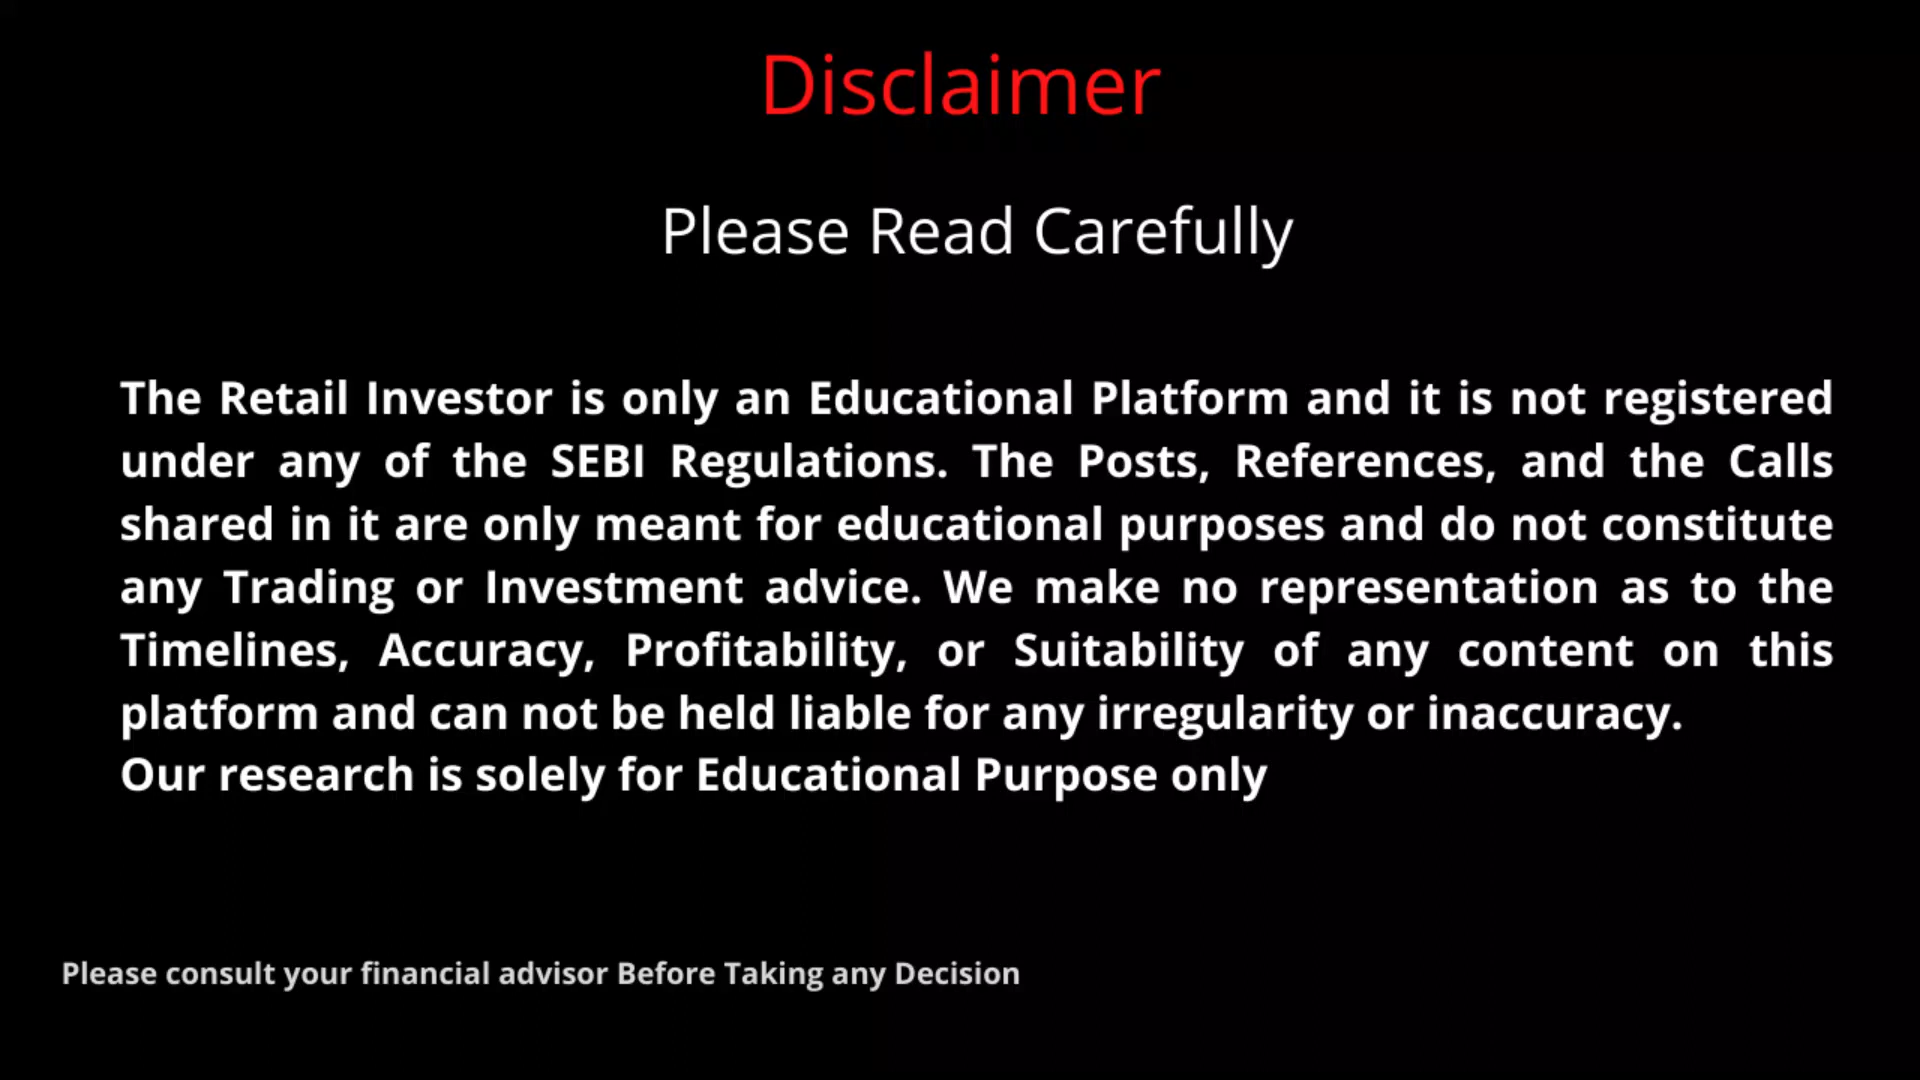 Disclaimer
Please Read Carefully
The Retail Investor is only an Educational Platform and it is not registered
under any of the SEBI Regulations. The Posts, References, and the Calls
shared in it are only meant for educational purposes and do not constitute
any Trading or Investment advice. We make no representation as to the
Timelines, Accuracy, Profitability, or Suitability of any content on this
platform and can not be held liable for any irregularity or inaccuracy.
Our research is solely for Educational Purpose only
Please consult your financial advisor Before Taking any Decision